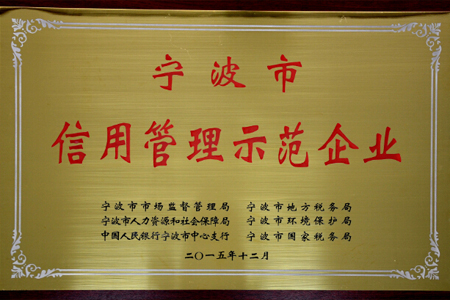 宁波市
信用管理示范企业
宁波市市场监督管理局 宁波市地方税务局
宁波市人力资源和社会保障局 宁波市环境保护局
中国人民银行宁波市中心支行 宁波市国家税务局
二〇一五年十二月